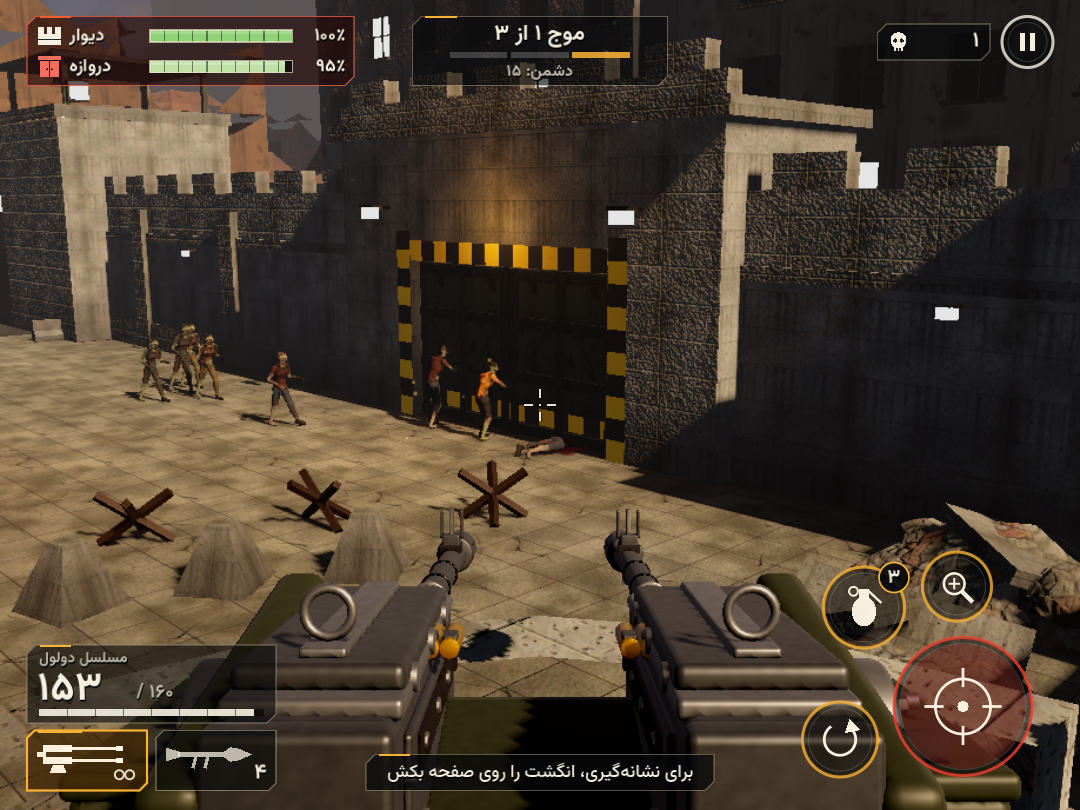 دیوار ۱۰۰٪
دروازه ۹۵٪
موج ۱ از ۳
دشمن: ۱۵
۱
۳
مسلسل دولول
۱۵۳ / ۱۶۰
∞
۴
برای نشانه‌گیری، انگشت را روی صفحه بکش